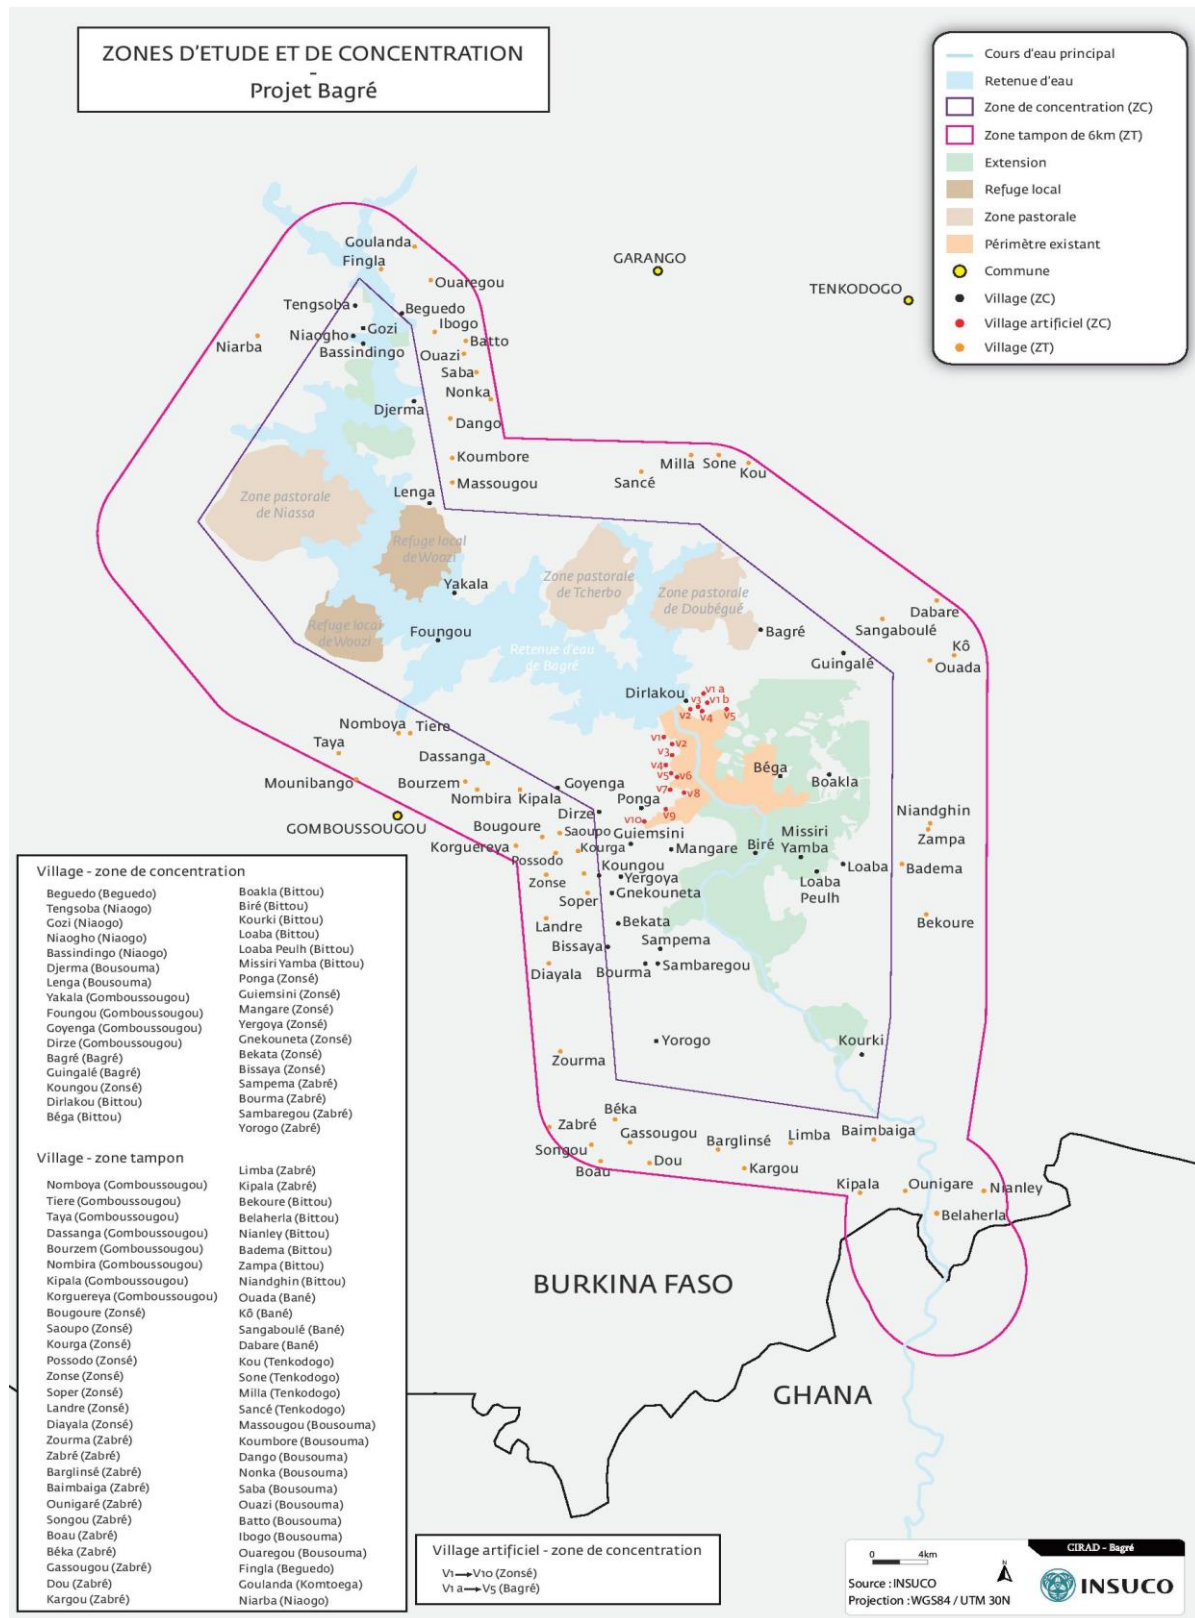 ZONES D'ETUDE ET DE CONCENTRATION
-
Projet Bagré
Cours d'eau principal
Retenue d'eau
Zone de concentration (ZC)
Zone tampon de 6km (ZT)
Extension
Refuge local
Zone pastorale
Périmètre existant
Commune
Village (ZC)
Village artificiel (ZC)
Village (ZT)
Goulanda
Fingla
Ouaregou
GARANGO
TENKODOGO
Tengsoba
Beguedo
Gozi
Ibogo
Niaogho
Batto
Niarba
Bassindingo
Ouazi
Saba
Nonka
Djerma
Dango
Koumbore
Massougou
Milla
Sone
Kou
Sancé
Lenga
Zone pastorale
de Niassa
Refuge local
de Woozi
Yakala
Zone pastorale
de Tcherbo
Zone pastorale
de Doubégué
Refuge local
de Woozi
Foungou
Retenue d'eau
de Bagré
Bagré
Dabare
Sangaboulé
Kô
Ouada
Guingalé
Dirlakou
V1 a
V1 b
V3
V2
V4
V5
Nomboya
Tiere
Taya
Dassanga
Mounibango
Bourzem
Nombira
Kipala
Goyenga
V1
V2
V3
V4
V5
V6
V7
V8
V9
V10
Béga
Boakla
Ponga
Dirze
GOMBOUSSOUGOU
Bougoure
Saoupo
Guiemsini
Korguereya
Kourga
Mangare
Biré
Missiri
Yamba
Niandghin
Zampa
Possodo
Koungou
Yergoya
Loaba
Badema
Zonse
Gnekouneta
Loaba
Peulh
Soper
Landre
Bekata
Bekoure
Bissaya
Sampema
Diayala
Bourma
Sambaregou
Zourma
Yorogo
Kourki
Béka
Zabré
Gassougou
Songou
Barglinsé
Limba
Baimbaiga
Boau
Dou
Kargou
Kipala
Ounigare
Nianley
Belaherla
BURKINA FASO
GHANA
Village - zone de concentration
Beguedo (Beguedo)
Tengsoba (Niaogo)
Gozi (Niaogo)
Niaogho (Niaogo)
Bassindingo (Niaogo)
Djerma (Bousouma)
Lenga (Bousouma)
Yakala (Gomboussougou)
Foungou (Gomboussougou)
Goyenga (Gomboussougou)
Dirze (Gomboussougou)
Bagré (Bagré)
Guingalé (Bagré)
Koungou (Zonsé)
Dirlakou (Bittou)
Béga (Bittou)
Boakla (Bittou)
Biré (Bittou)
Kourki (Bittou)
Loaba (Bittou)
Loaba Peulh (Bittou)
Missiri Yamba (Bittou)
Ponga (Zonsé)
Guiemsini (Zonsé)
Mangare (Zonsé)
Yergoya (Zonsé)
Gnekouneta (Zonsé)
Bekata (Zonsé)
Bissaya (Zonsé)
Sampema (Zabré)
Bourma (Zabré)
Sambaregou (Zabré)
Yorogo (Zabré)
Village - zone tampon
Nomboya (Gomboussougou)
Tiere (Gomboussougou)
Taya (Gomboussougou)
Dassanga (Gomboussougou)
Bourzem (Gomboussougou)
Nombira (Gomboussougou)
Kipala (Gomboussougou)
Korguereya (Gomboussougou)
Bougoure (Zonsé)
Saoupo (Zonsé)
Kourga (Zonsé)
Possodo (Zonsé)
Zonse (Zonsé)
Soper (Zonsé)
Landre (Zonsé)
Diayala (Zonsé)
Zourma (Zabré)
Zabré (Zabré)
Barglinsé (Zabré)
Baimbaiga (Zabré)
Ounigaré (Zabré)
Songou (Zabré)
Boau (Zabré)
Béka (Zabré)
Gassougou (Zabré)
Dou (Zabré)
Kargou (Zabré)
Limba (Zabré)
Kipala (Zabré)
Bekoure (Bittou)
Belaherla (Bittou)
Nianley (Bittou)
Badema (Bittou)
Zampa (Bittou)
Niandghin (Bittou)
Ouada (Bané)
Kô (Bané)
Sangaboulé (Bané)
Dabare (Bané)
Kou (Tenkodogo)
Sone (Tenkodogo)
Milla (Tenkodogo)
Sancé (Tenkodogo)
Massougou (Bousouma)
Koumbore (Bousouma)
Dango (Bousouma)
Nonka (Bousouma)
Saba (Bousouma)
Ouazi (Bousouma)
Batto (Bousouma)
Ibogo (Bousouma)
Ouaregou (Bousouma)
Fingla (Beguedo)
Goulanda (Komtoega)
Niarba (Niaogo)
Village artificiel - zone de concentration
V1 → V10 (Zonsé)
V1 a → V5 (Bagré)
0 4km
N
Source : INSUCO
Projection : WGS84 / UTM 30N
CIRAD - Bagré
INSUCO